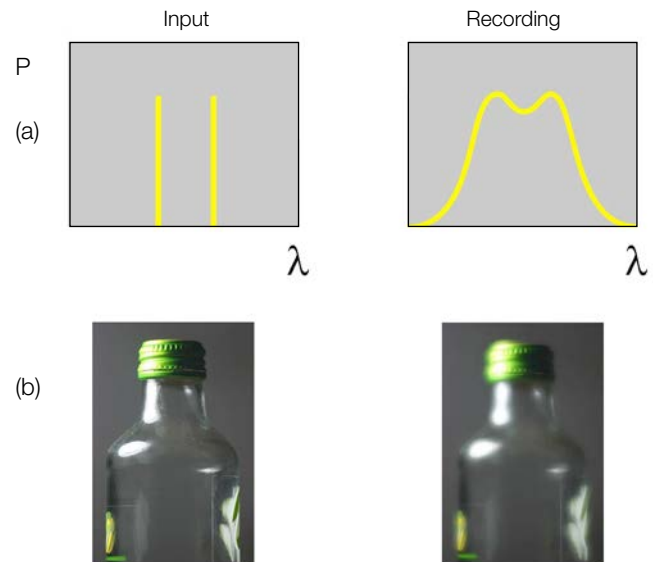 Input Recording
P
(a)
λ λ
(b)